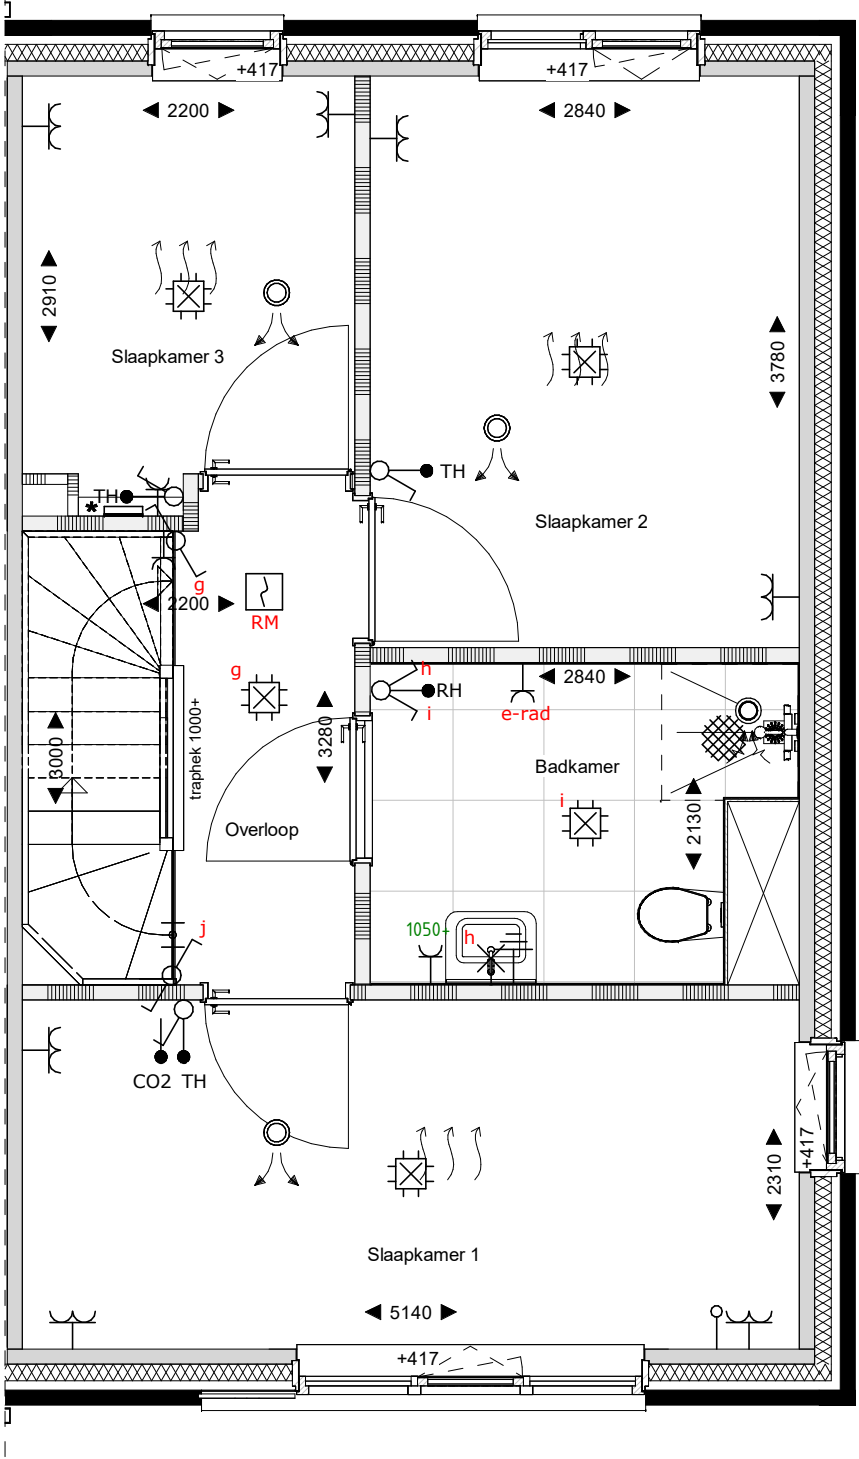 +417
+417
2200
2840
2910
3780
Slaapkamer 3
TH
TH
*
Slaapkamer 2
g
2200
RM
g
h
RH
i
2840
e-rad
traphek 1000+
3280
3000
Badkamer
i
2130
Overloop
j
1050+
h
CO2 TH
+417
2310
Slaapkamer 1
5140
+417